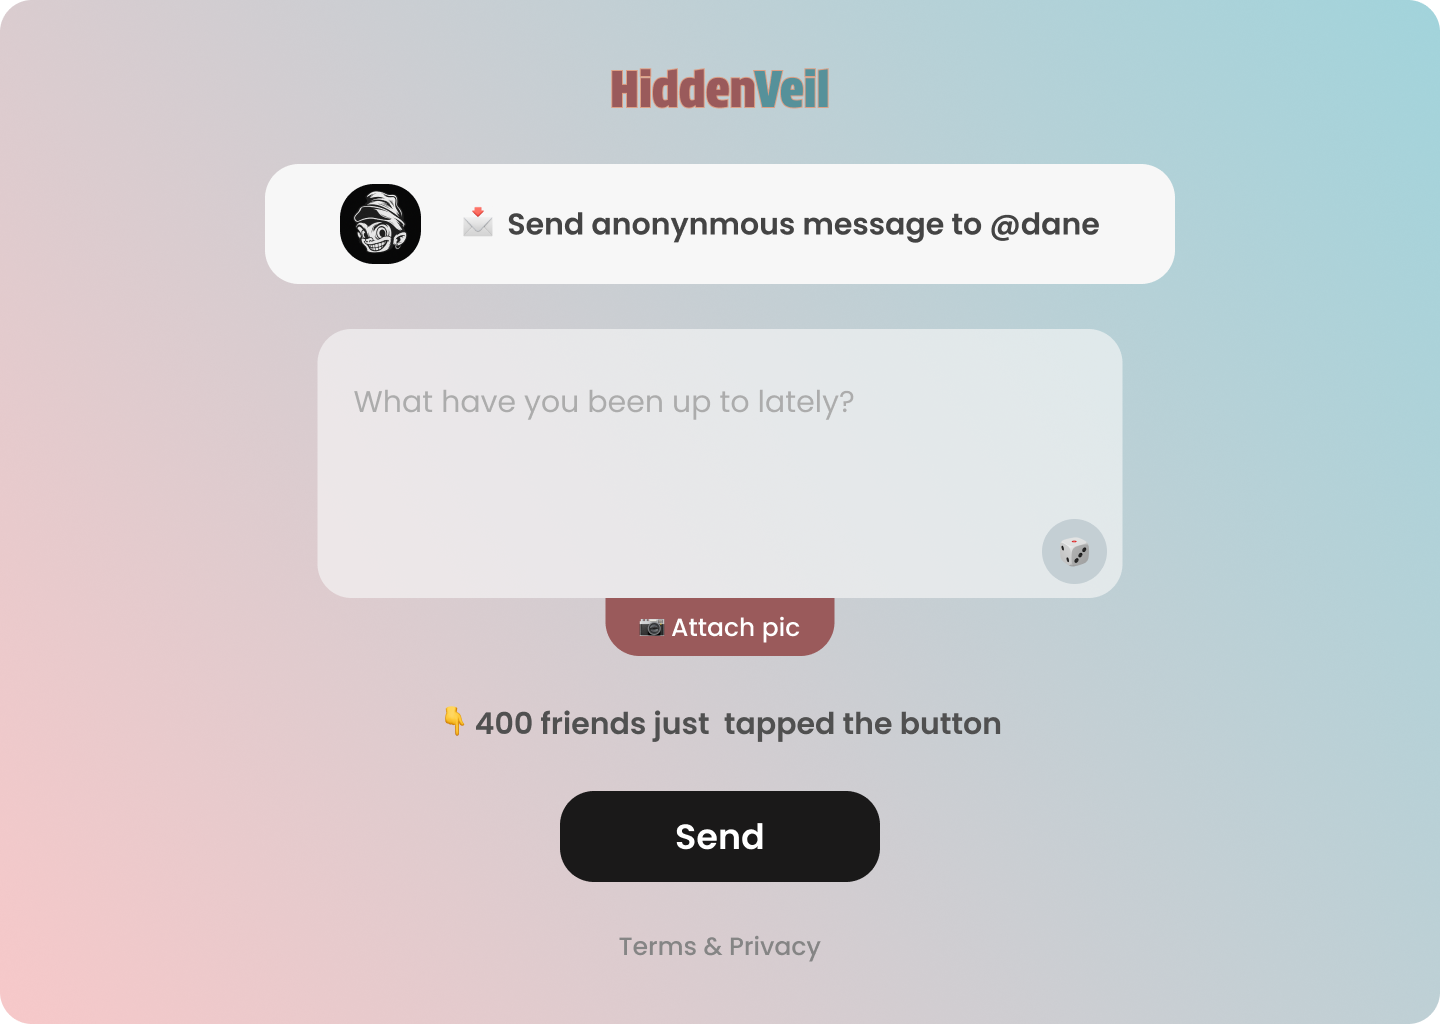 HiddenVeil
📩 Send anonynmous message to @dane
What have you been up to lately?
📷 Attach pic
👇 400 friends just  tapped the button
Send
Terms & Privacy